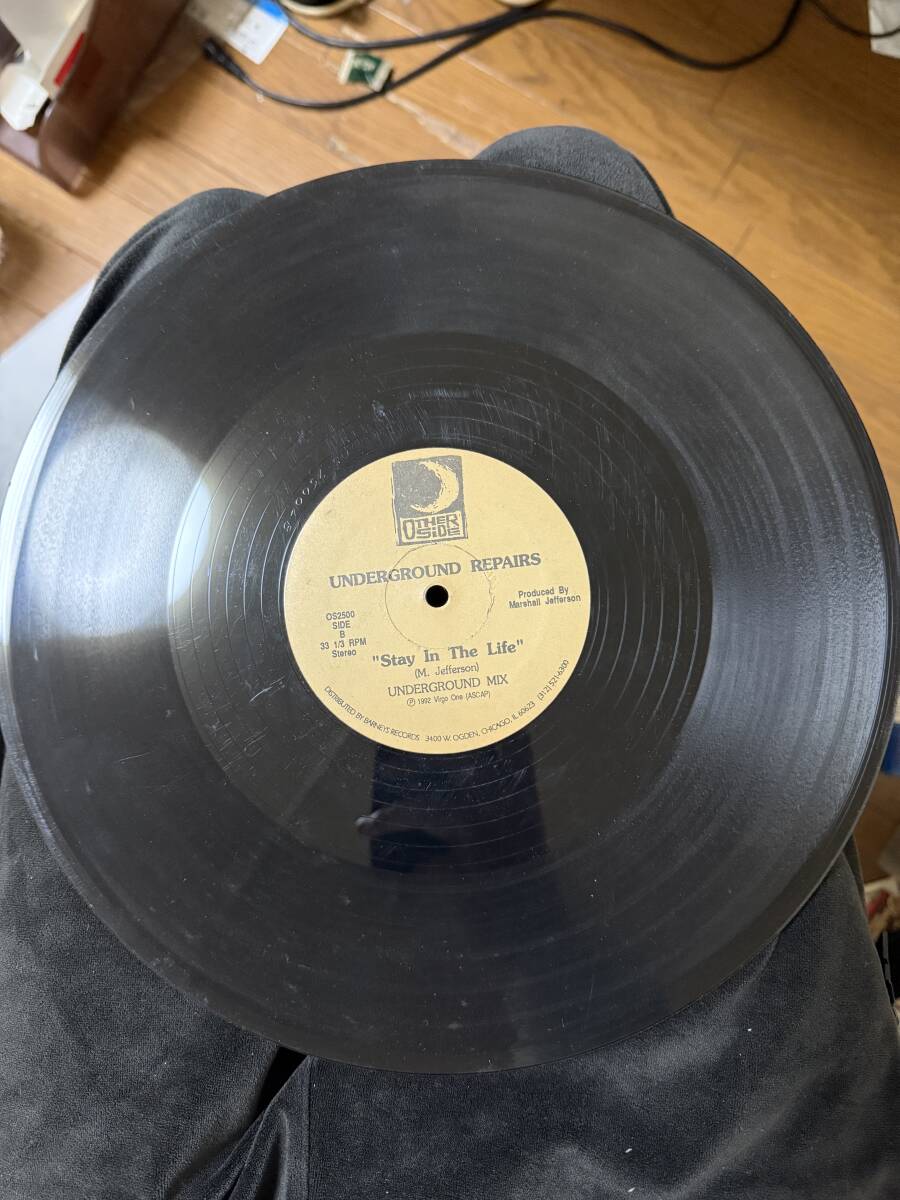 OTHER
SIDE
UNDERGROUND REPAIRS
OS2500
SIDE
B
33 1/3 RPM
Stereo
Produced By
Marshall Jefferson
"Stay In The Life"
(M. Jefferson)
UNDERGROUND MIX
℗ 1992 Virgo One (ASCAP)
DISTRIBUTED BY BARNEYS RECORDS 3400 W. OGDEN, CHICAGO, IL 60623 (312) 521-6300